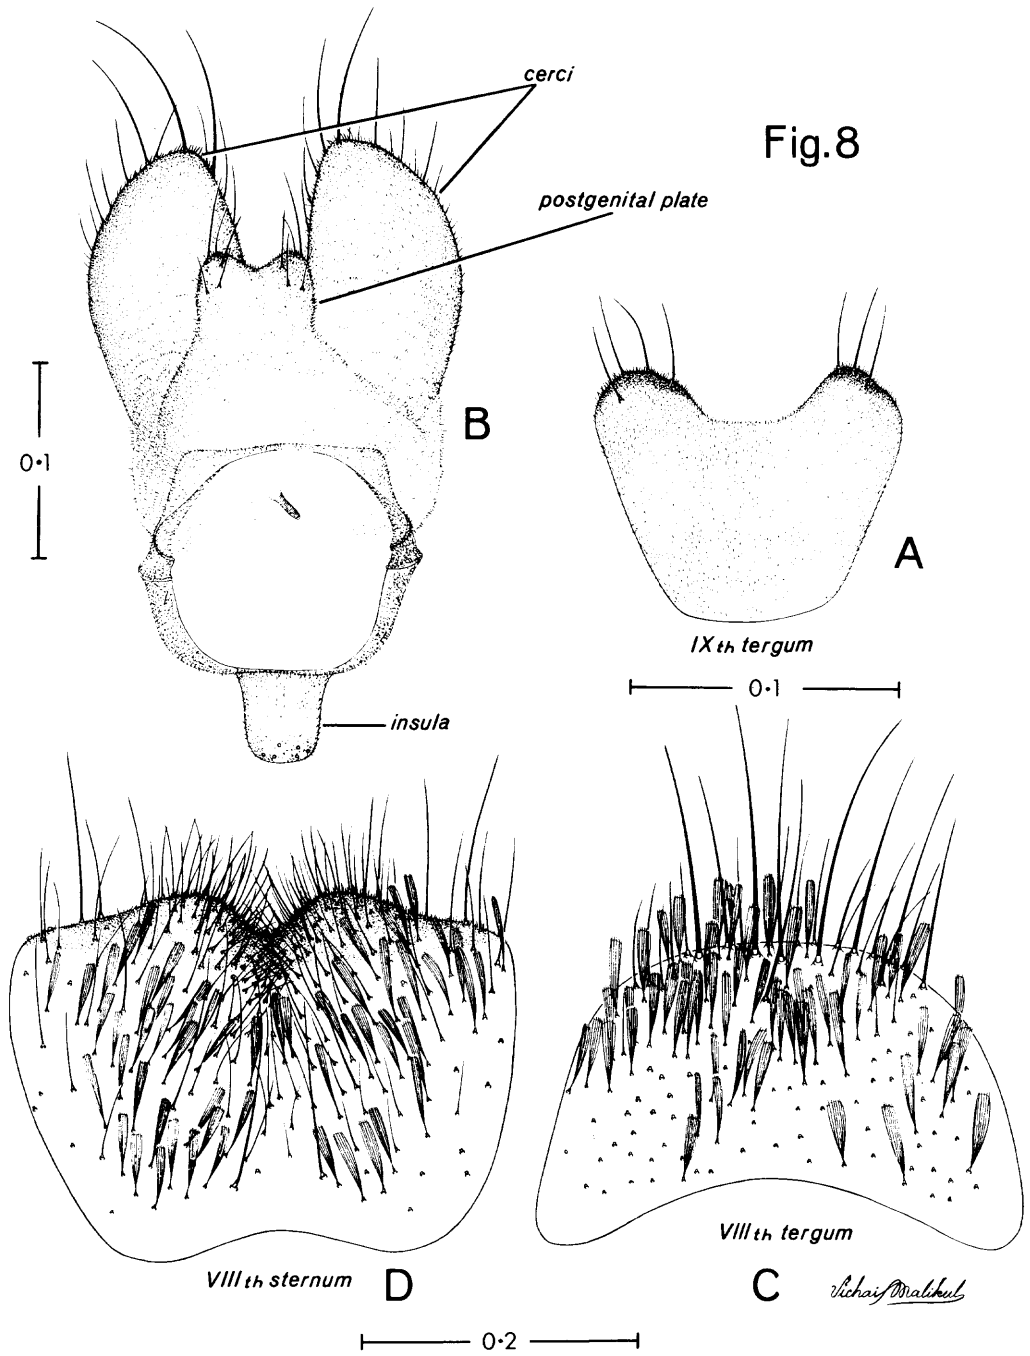 cerci
Fig.8
postgenital plate
B
0·1
A
IXth tergum
0·1
insula
VIIIth tergum
VIIIth sternum
D
C
Vichai Malikul
0·2